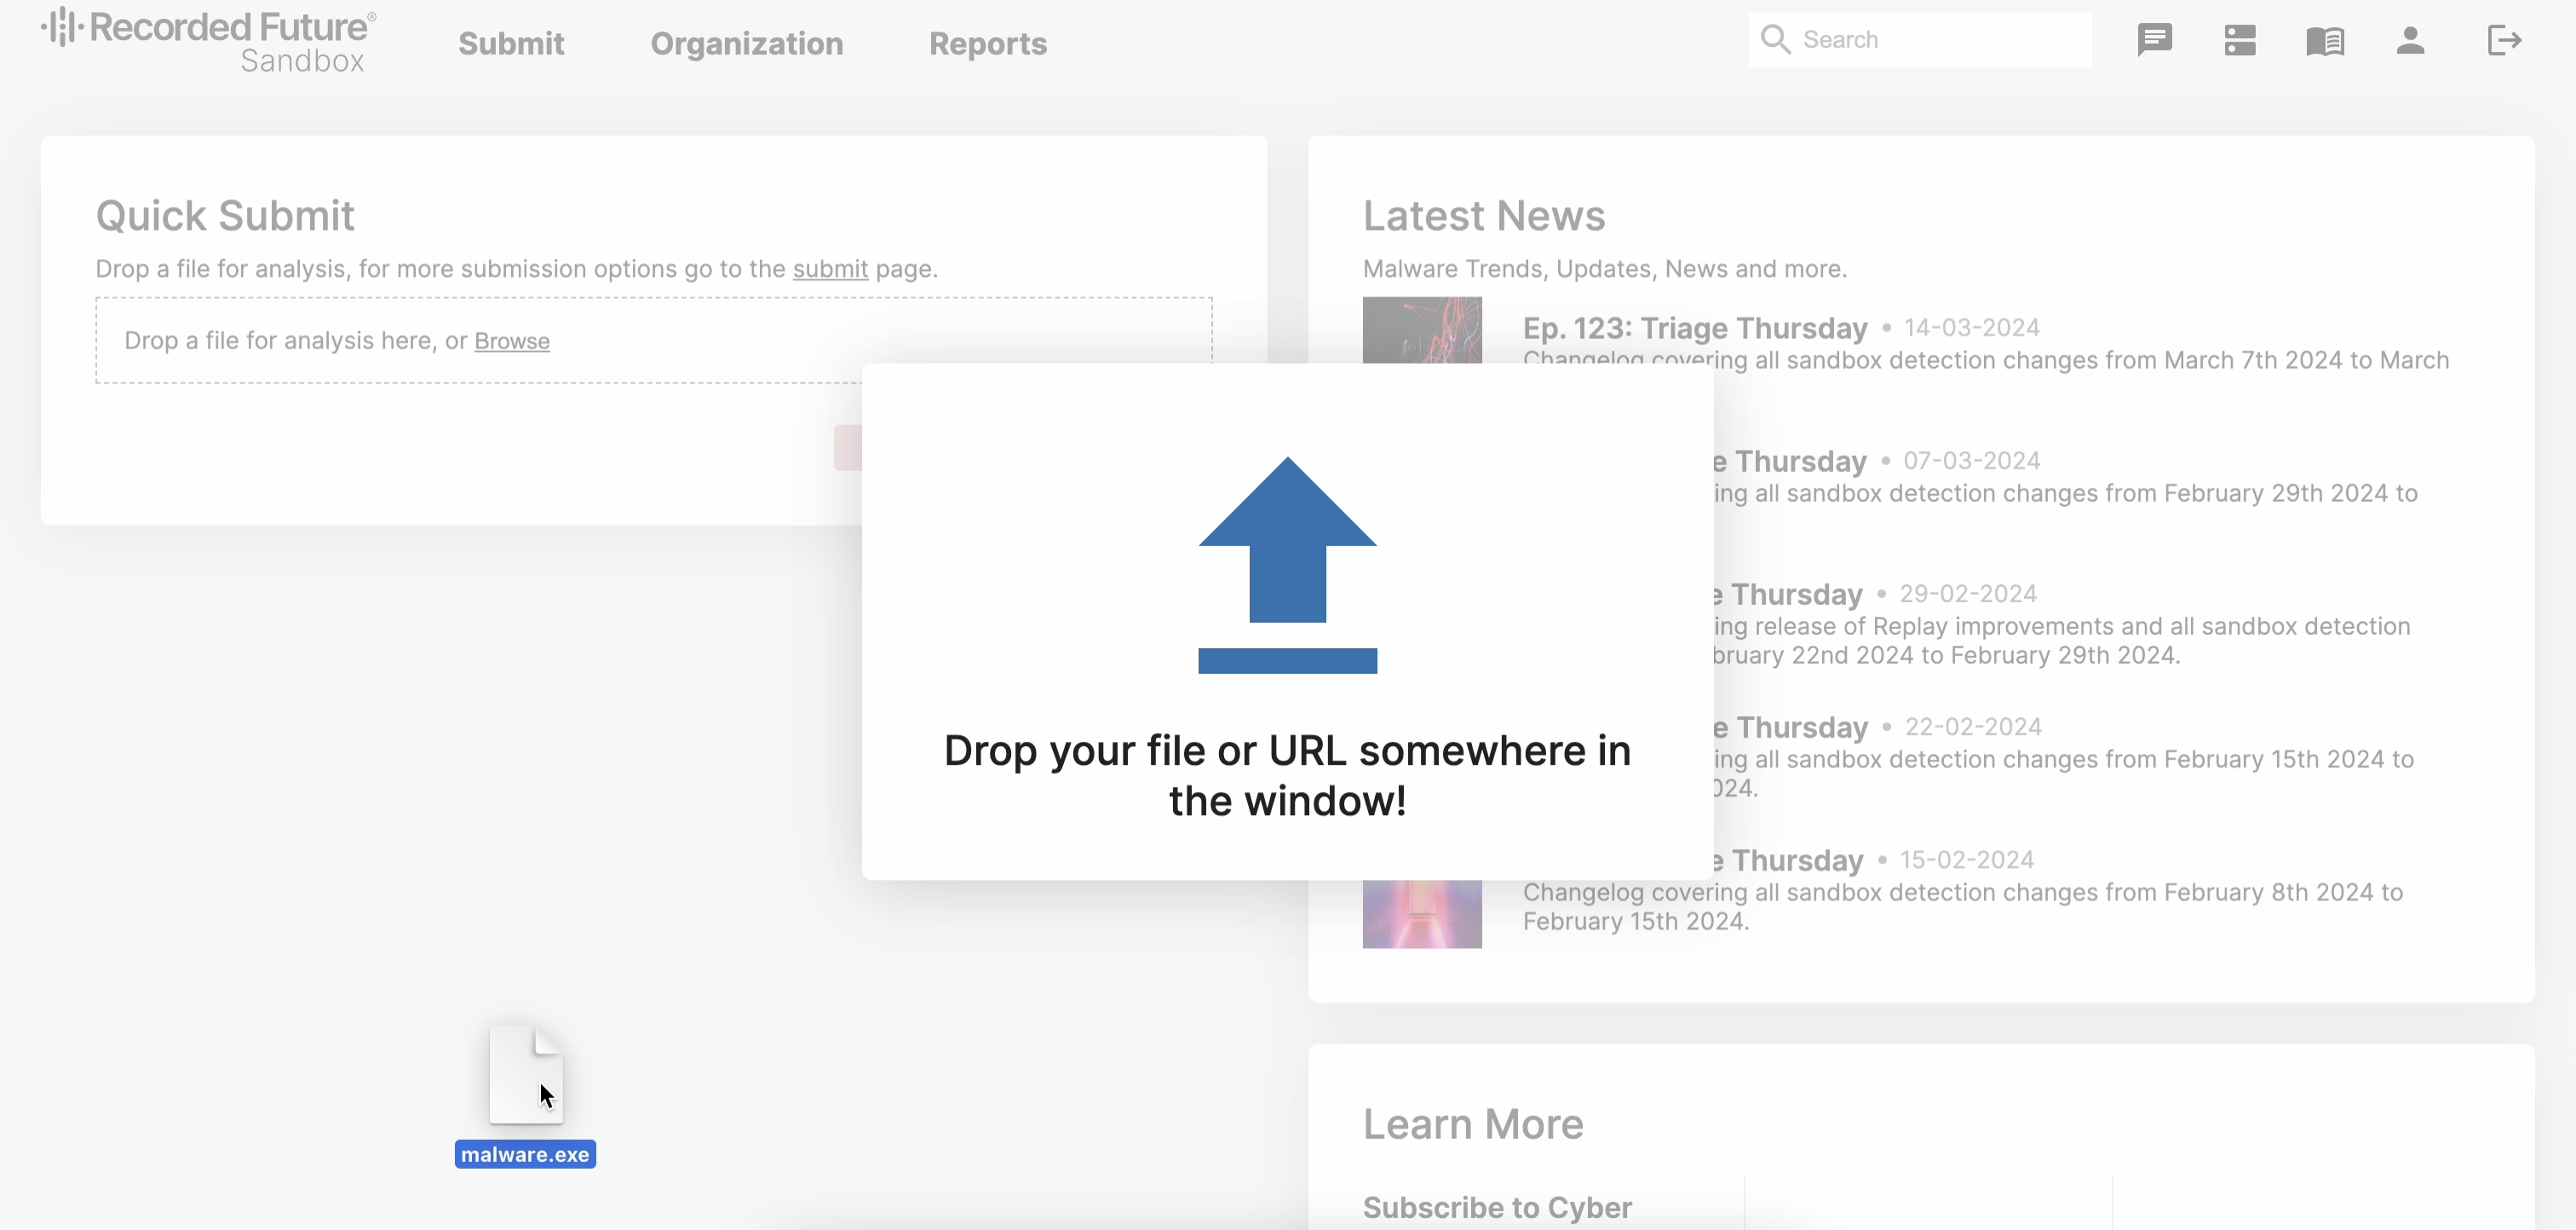 Recorded Future®
Sandbox
Submit
Organization
Reports
Search
Quick Submit
Drop a file for analysis, for more submission options go to the submit page.
Drop a file for analysis here, or Browse
Latest News
Malware Trends, Updates, News and more.
Ep. 123: Triage Thursday • 14-03-2024
Changelog covering all sandbox detection changes from March 7th 2024 to March
Thursday • 07-03-2024
all sandbox detection changes from February 29th 2024 to
Thursday • 29-02-2024
release of Replay improvements and all sandbox detection
22nd 2024 to February 29th 2024.
Thursday • 22-02-2024
all sandbox detection changes from February 15th 2024 to
Thursday • 15-02-2024
Changelog covering all sandbox detection changes from February 8th 2024 to
February 15th 2024.
Drop your file or URL somewhere in
the window!
malware.exe
Learn More
Subscribe to Cyber